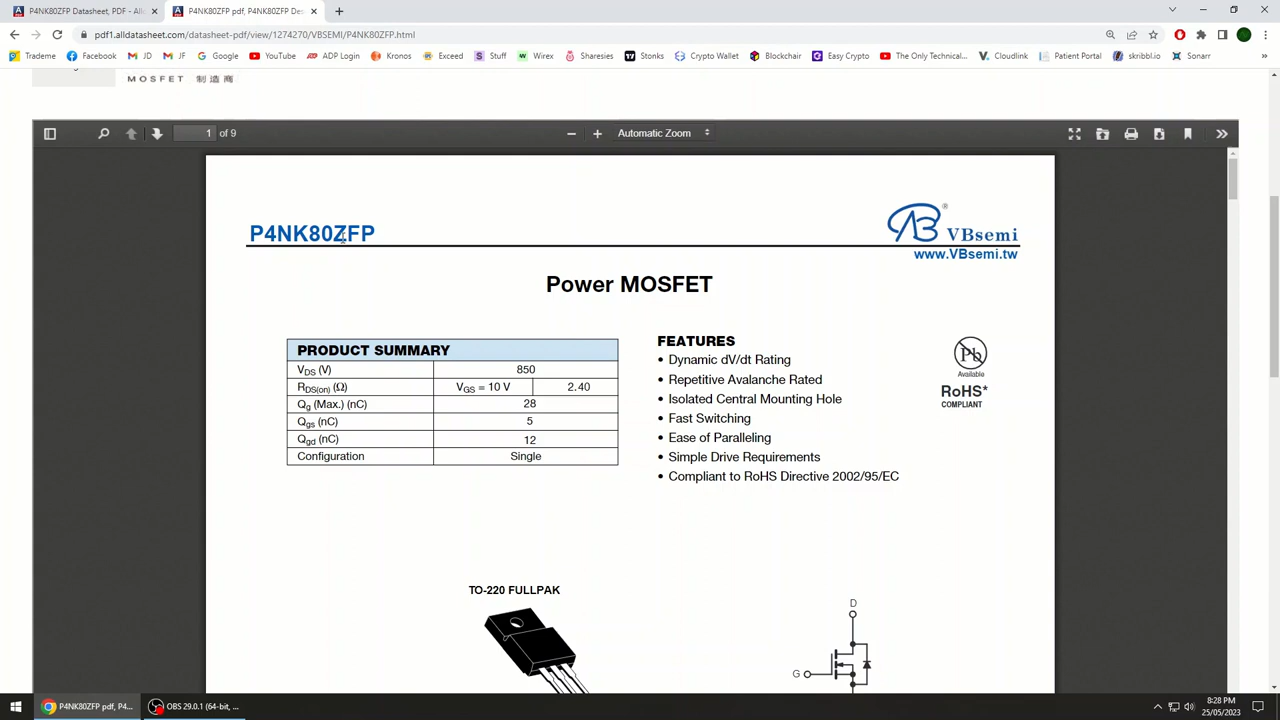 P4NK80ZFP Datasheet, PDF - Alld
P4NK80ZFP pdf, P4NK80ZFP Des
pdf1.alldatasheet.com/datasheet-pdf/view/1274270/VBSEMI/P4NK80ZFP.html
Trademe Facebook JD JF Google YouTube ADP Login Kronos Exceed Stuff Wirex Sharesies Stonks Crypto Wallet Blockchair Easy Crypto The Only Technical... Cloudlink Patient Portal skribbl.io Sonarr
MOSFET 制造商
1 of 9
Automatic Zoom
P4NK80ZFP
VBsemi
®
www.VBsemi.tw
Power MOSFET
PRODUCT SUMMARY
VDS (V) 850
RDS(on) (Ω) VGS = 10 V 2.40
Qg (Max.) (nC) 28
Qgs (nC) 5
Qgd (nC) 12
Configuration Single
FEATURES
• Dynamic dV/dt Rating
• Repetitive Avalanche Rated
• Isolated Central Mounting Hole
• Fast Switching
• Ease of Paralleling
• Simple Drive Requirements
• Compliant to RoHS Directive 2002/95/EC
Pb
Available
RoHS*
COMPLIANT
TO-220 FULLPAK
D
G
P4NK80ZFP pdf, P4...
OBS 29.0.1 (64-bit, ...
8:28 PM
25/05/2023